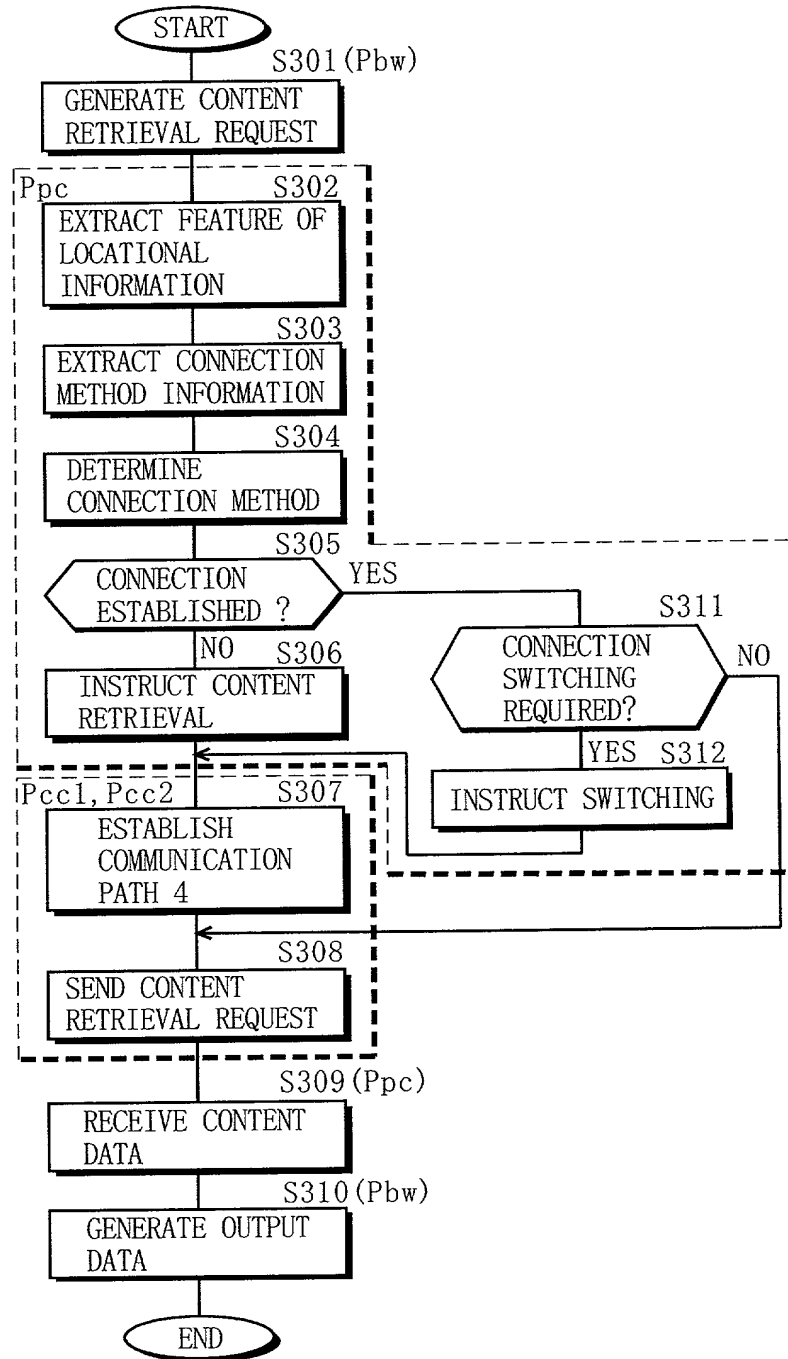 START
S301(Pbw)
GENERATE CONTENT
RETRIEVAL REQUEST
Ppc
S302
EXTRACT FEATURE OF
LOCATIONAL
INFORMATION
S303
EXTRACT CONNECTION
METHOD INFORMATION
S304
DETERMINE
CONNECTION METHOD
S305
CONNECTION
ESTABLISHED ?
YES
NO
S306
INSTRUCT CONTENT
RETRIEVAL
S311
CONNECTION
SWITCHING
REQUIRED?
NO
YES
S312
INSTRUCT SWITCHING
Pcc1, Pcc2
S307
ESTABLISH
COMMUNICATION
PATH 4
S308
SEND CONTENT
RETRIEVAL REQUEST
S309(Ppc)
RECEIVE CONTENT
DATA
S310(Pbw)
GENERATE OUTPUT
DATA
END